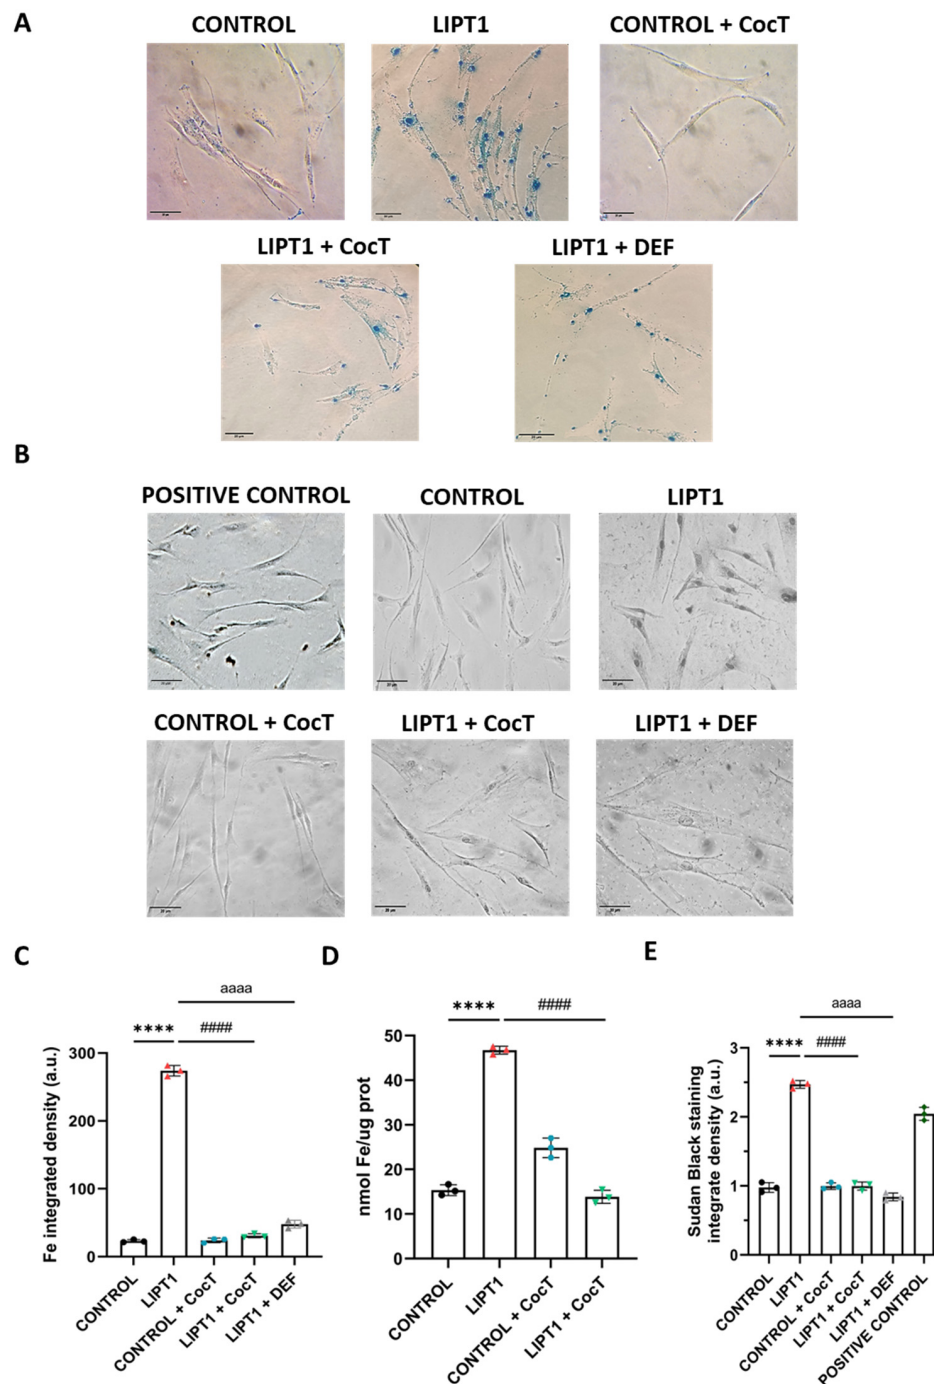 A
CONTROL
LIPT1
CONTROL + CocT
LIPT1 + CocT
LIPT1 + DEF
B
POSITIVE CONTROL
CONTROL
LIPT1
CONTROL + CocT
LIPT1 + CocT
LIPT1 + DEF
C
aaaa
**** ####
Fe integrated density (a.u.)
300
200
100
0
CONTROL
LIPT1
CONTROL + CocT
LIPT1 + CocT
LIPT1 + DEF
D
**** ####
nmol Fe/ug prot
50
40
30
20
10
0
CONTROL
LIPT1
CONTROL + CocT
LIPT1 + CocT
E
aaaa
**** ####
Sudan Black staining
integrate density (a.u.)
3
2
1
0
CONTROL
LIPT1
CONTROL + CocT
LIPT1 + CocT
LIPT1 + DEF
POSITIVE CONTROL